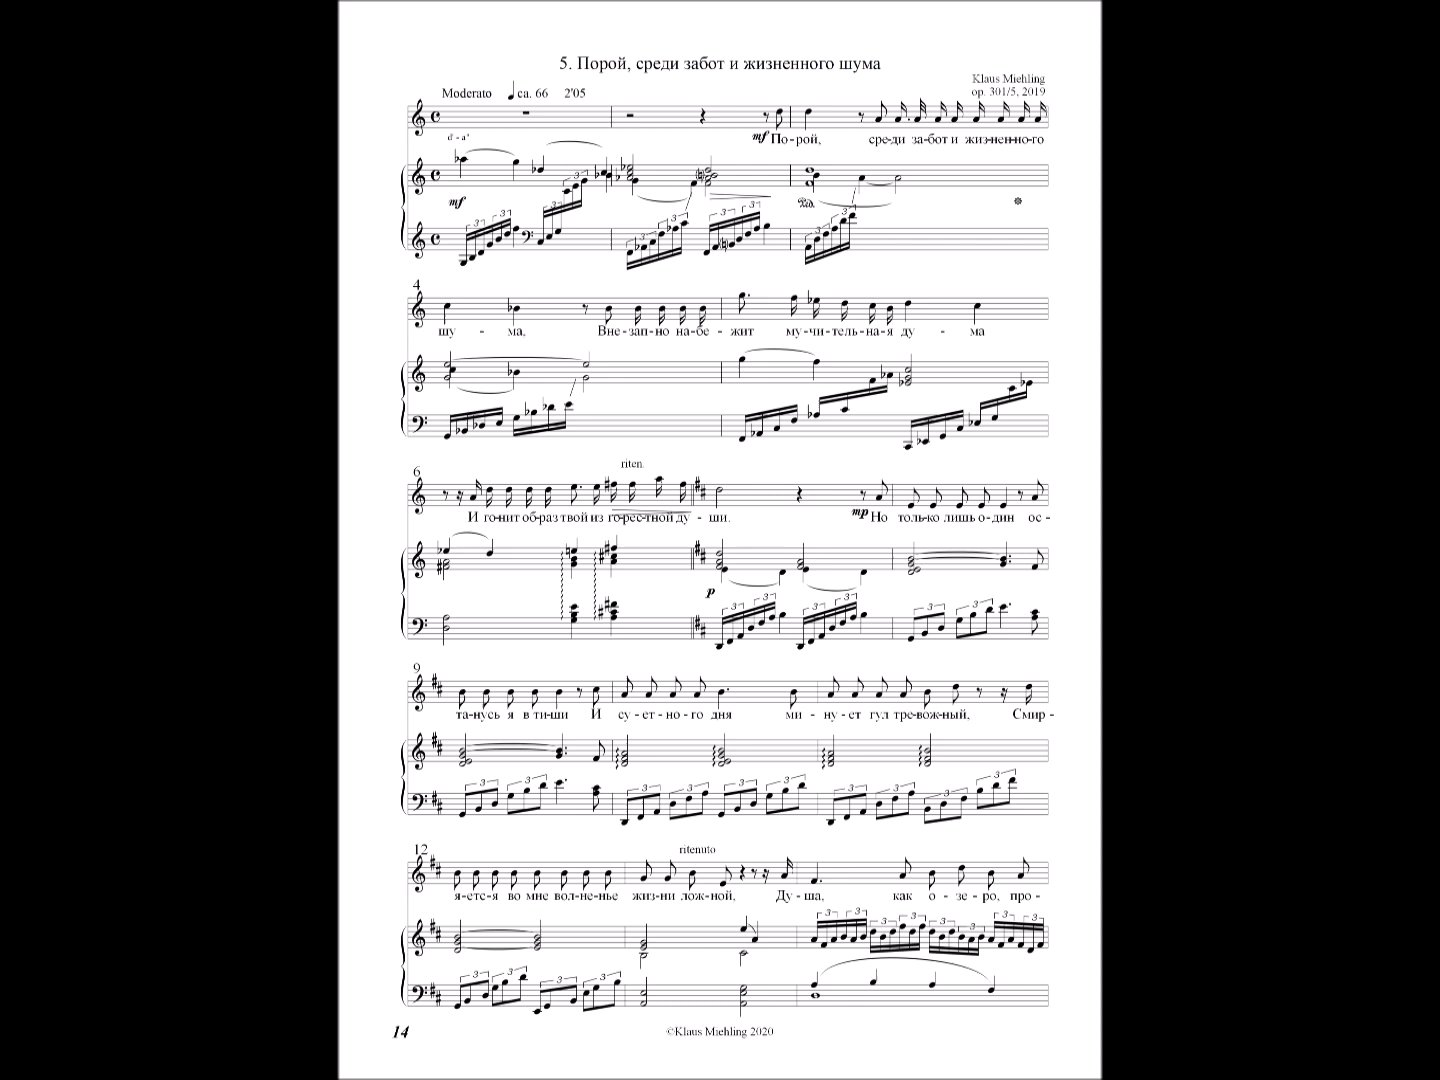 5. Порой, среди забот и жизненного шума
Klaus Miehling
Moderato ca. 66 2'05
op. 301/5, 2019
d' - a''
mf По-рой, сре-ди за-бот и жиз-нен-но-го
mf
4
шу - ма, Вне-зап-но на-бе-жит му-чи-тель-на-я ду - ма
6
riten.
И го-нит об-раз твой из го-рест-ной ду - ши. mp Но толь-ко лишь о-дин ос -
p
9
та-нусь я в ти-ши И су-ет-но-го дня ми - ну-ет гул тре-вож-ный, Смир -
12
ritenuto
я-ет-ся во мне вол-не-нье жиз-ни лож-ной, Ду-ша, как о - зе - ро, про -
14
©Klaus Miehling 2020